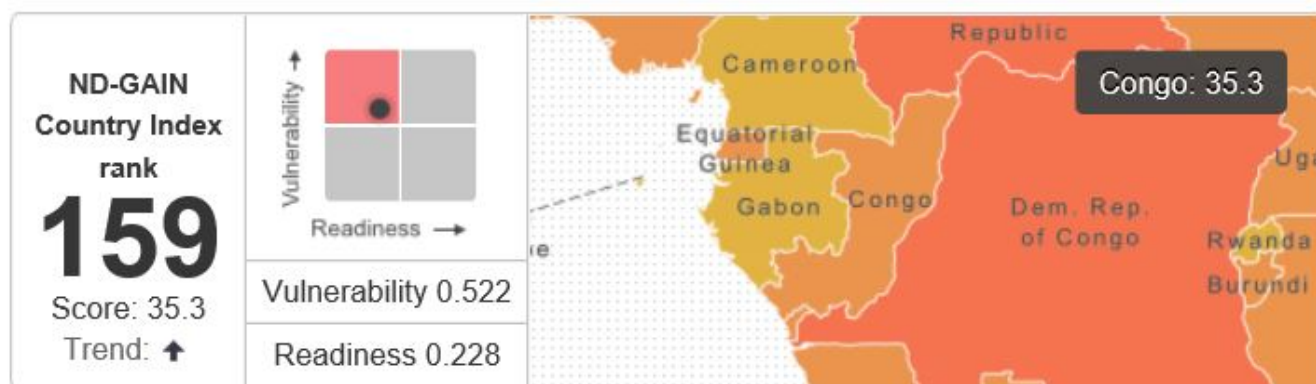 ND-GAIN
Country Index
rank
159
Score: 35.3
Trend:
Vulnerability
Readiness
Vulnerability 0.522
Readiness 0.228
Republic
Congo: 35.3
Cameroon
Equatorial
Guinea
Gabon
Congo
Dem. Rep.
of Congo
Uga
Rwanda
Burundi